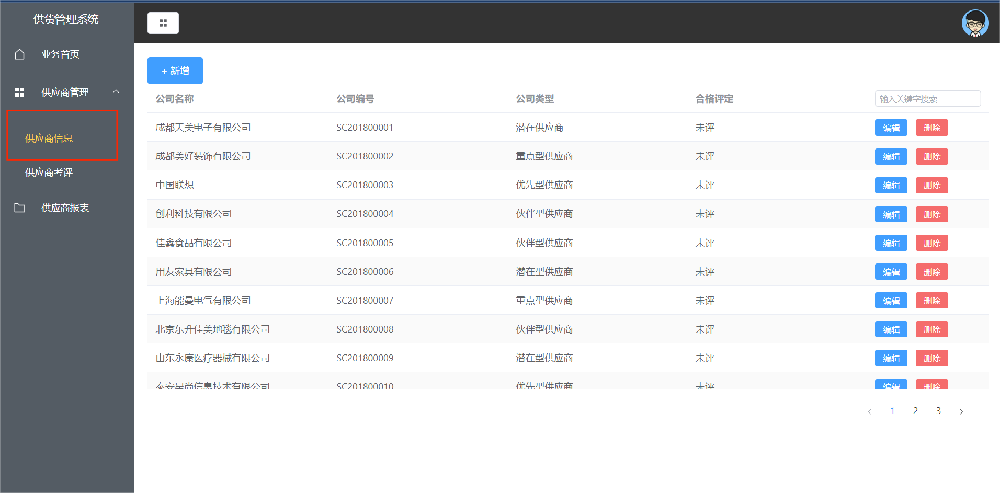 供货管理系统
业务首页
供应商管理
供应商信息
供应商考评
供应商报表
+ 新增
公司名称 公司编号 公司类型 合格评定 输入关键字搜索
成都天美电子有限公司 SC201800001 潜在供应商 未评 编辑 删除
成都美好装饰有限公司 SC201800002 重点型供应商 未评 编辑 删除
中国联想 SC201800003 优先型供应商 未评 编辑 删除
创利科技有限公司 SC201800004 伙伴型供应商 未评 编辑 删除
佳鑫食品有限公司 SC201800005 伙伴型供应商 未评 编辑 删除
用友家具有限公司 SC201800006 潜在型供应商 未评 编辑 删除
上海能曼电气有限公司 SC201800007 重点型供应商 未评 编辑 删除
北京东升佳美地毯有限公司 SC201800008 伙伴型供应商 未评 编辑 删除
山东永康医疗器械有限公司 SC201800009 潜在型供应商 未评 编辑 删除
泰安星尚信息技术有限公司 SC201800010 优先型供应商 未评 编辑 删除
1 2 3